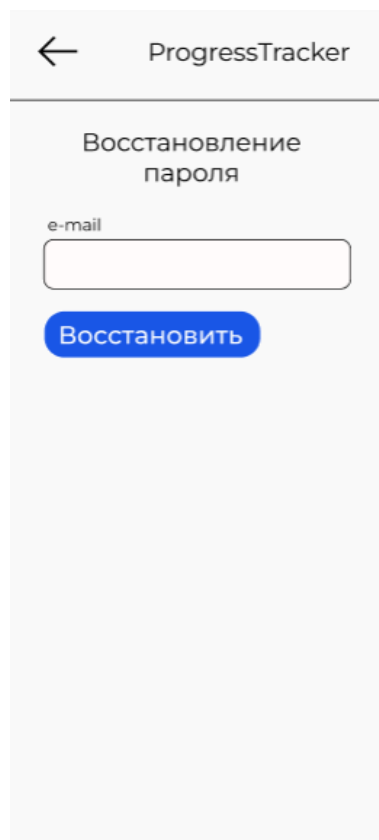 ProgressTracker
Восстановление
пароля
e-mail
Восстановить